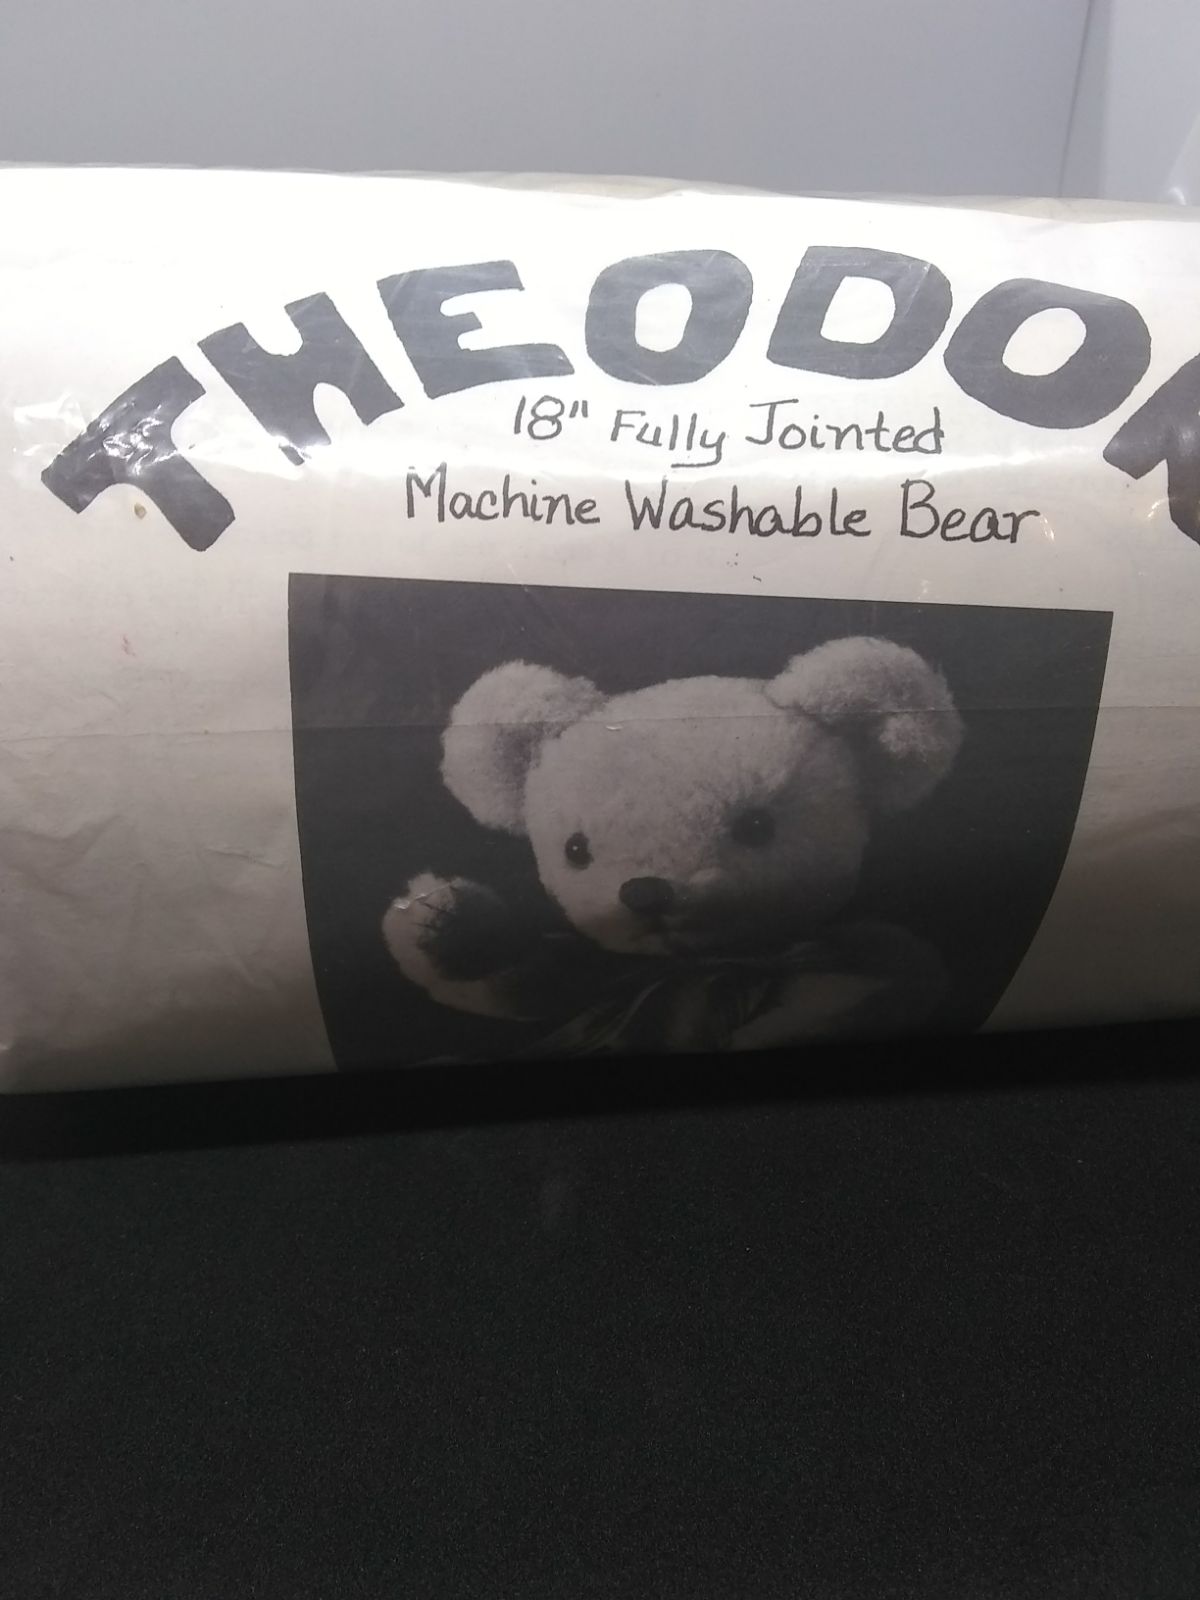 THEODO
18" Fully Jointed
Machine Washable Bear